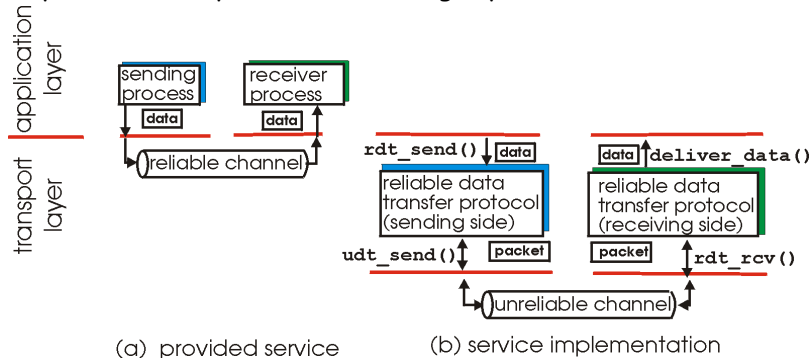 application
layer
transport
layer
sending
process
receiver
process
data
data
reliable channel
(a) provided service
rdt_send()
data
data
deliver_data()
reliable data
transfer protocol
(sending side)
reliable data
transfer protocol
(receiving side)
udt_send()
packet
packet
rdt_rcv()
unreliable channel
(b) service implementation